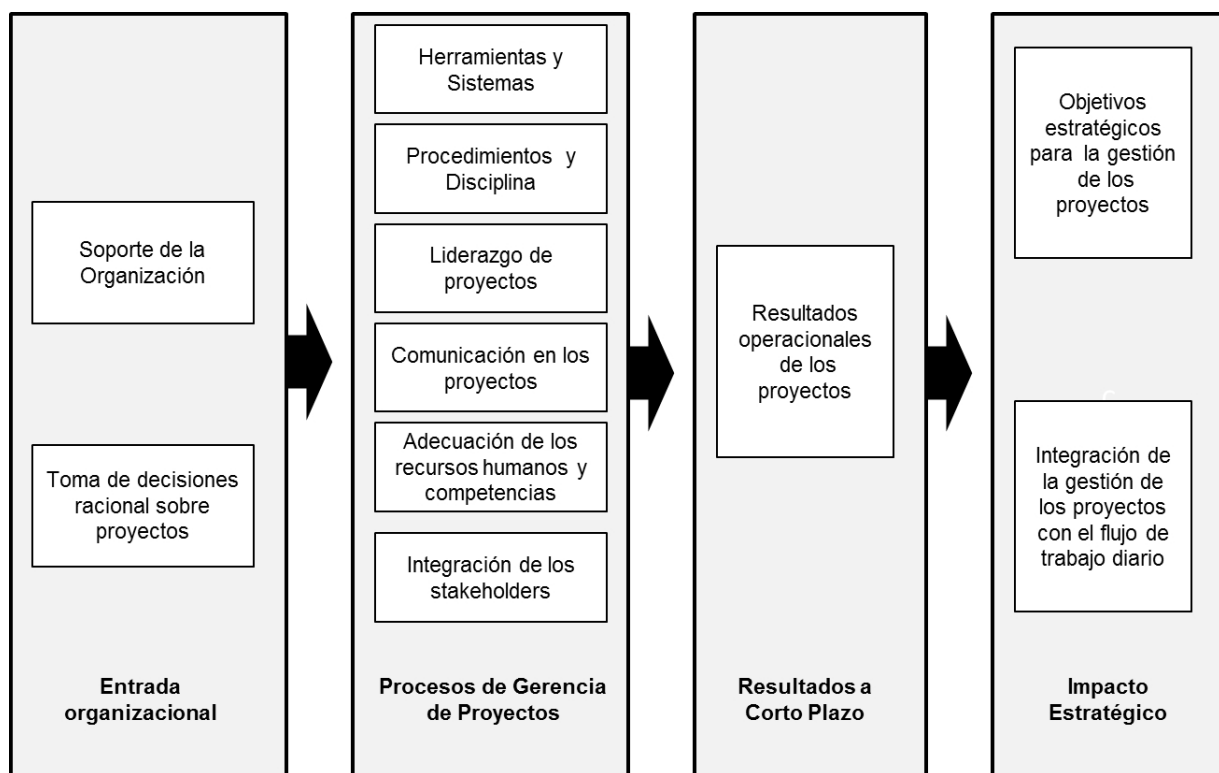 Soporte de la
Organización
Toma de decisiones
racional sobre
proyectos
Entrada
organizacional
Herramientas y
Sistemas
Procedimientos y
Disciplina
Liderazgo de
proyectos
Comunicación en los
proyectos
Adecuación de los
recursos humanos y
competencias
Integración de los
stakeholders
Procesos de Gerencia
de Proyectos
Resultados
operacionales
de los
proyectos
Resultados a
Corto Plazo
Objetivos
estratégicos
para la gestión
de los
proyectos
Integración de
la gestión de
los proyectos
con el flujo de
trabajo diario
Impacto
Estratégico